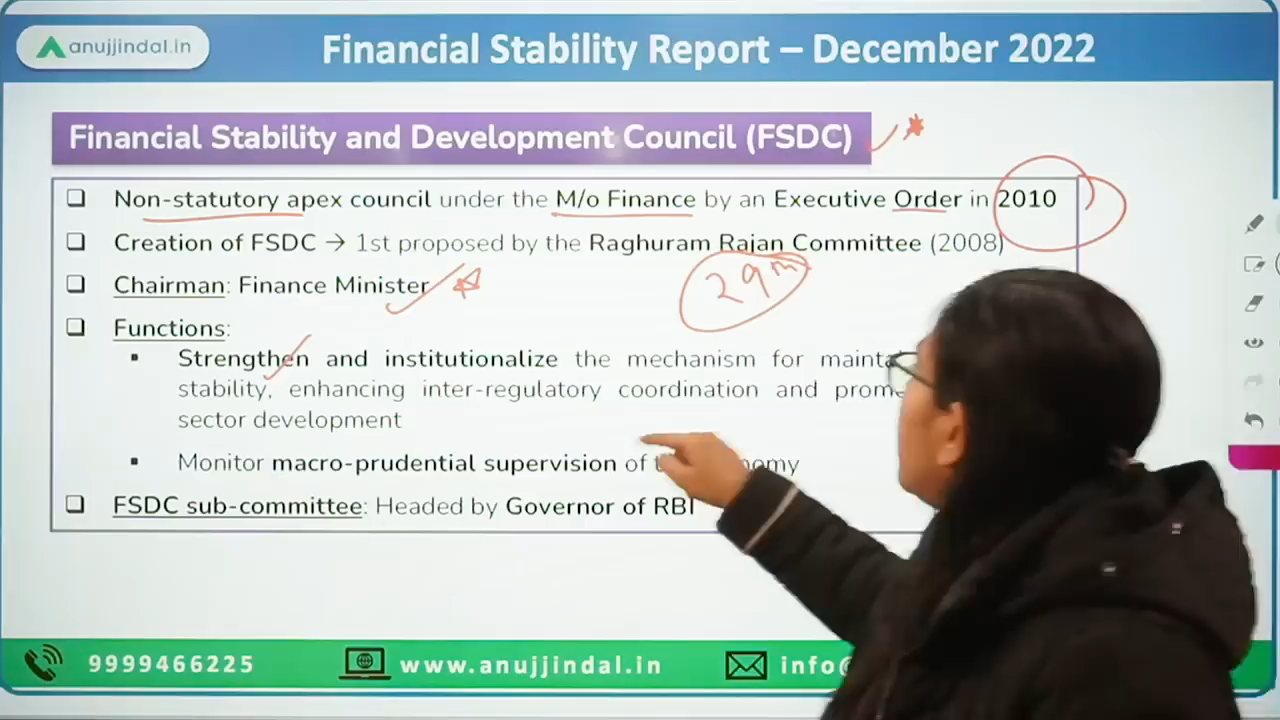 anujjindal.in
Financial Stability Report – December 2022
Financial Stability and Development Council (FSDC)
Non-statutory apex council under the M/o Finance by an Executive Order in 2010
Creation of FSDC → 1st proposed by the Raghuram Rajan Committee (2008)
Chairman: Finance Minister
29th
Functions:
Strengthen and institutionalize the mechanism for
stability, enhancing inter-regulatory coordination and
sector development
Monitor macro-prudential supervision of
FSDC sub-committee: Headed by Governor of RBI
9999466225
www.anujjindal.in